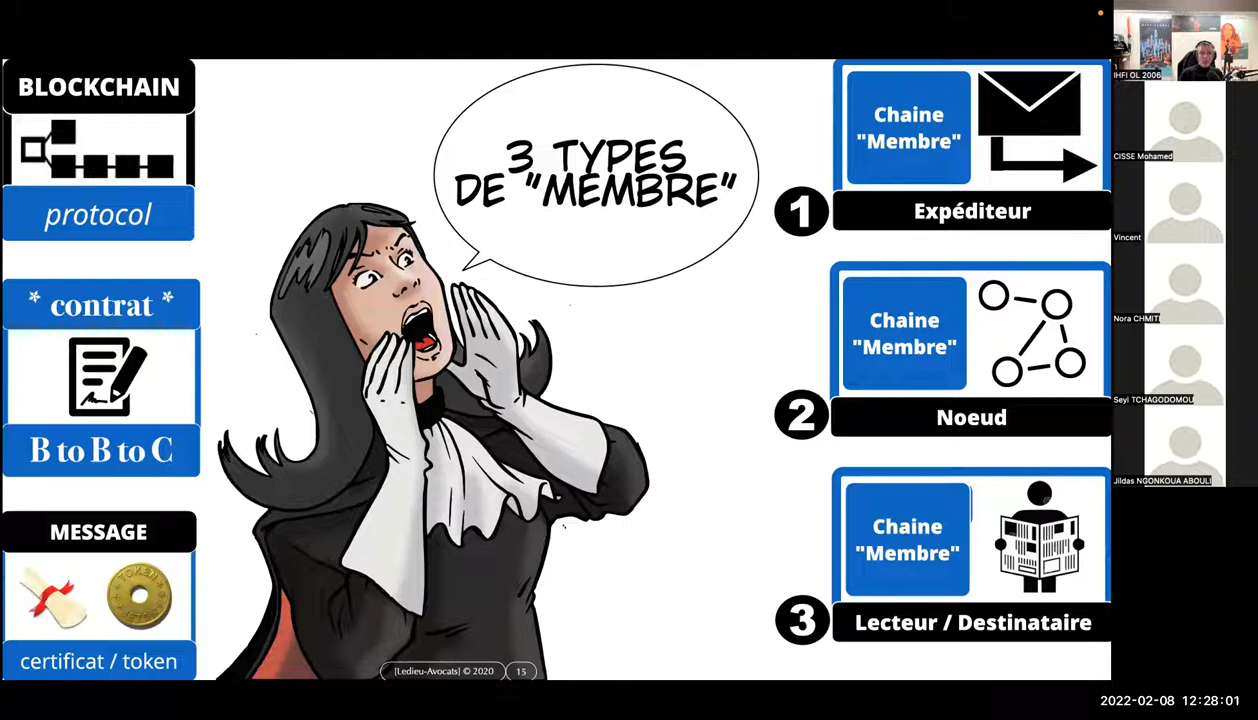 BLOCKCHAIN
protocol
* contrat *
B to B to C
MESSAGE
TOKEN
certificat / token
3 TYPES
DE "MEMBRE"
[Ledieu-Avocats] © 2020
15
Chaine
"Membre"
1
Expéditeur
Chaine
"Membre"
2
Noeud
Chaine
"Membre"
3
Lecteur / Destinataire
IHFI OL 2006
CISSE Mohamed
Vincent
Nora CHMITI
Seyi TCHAGODOMOU
Jildas NGONKOUA ABOULI
2022-02-08 12:28:01